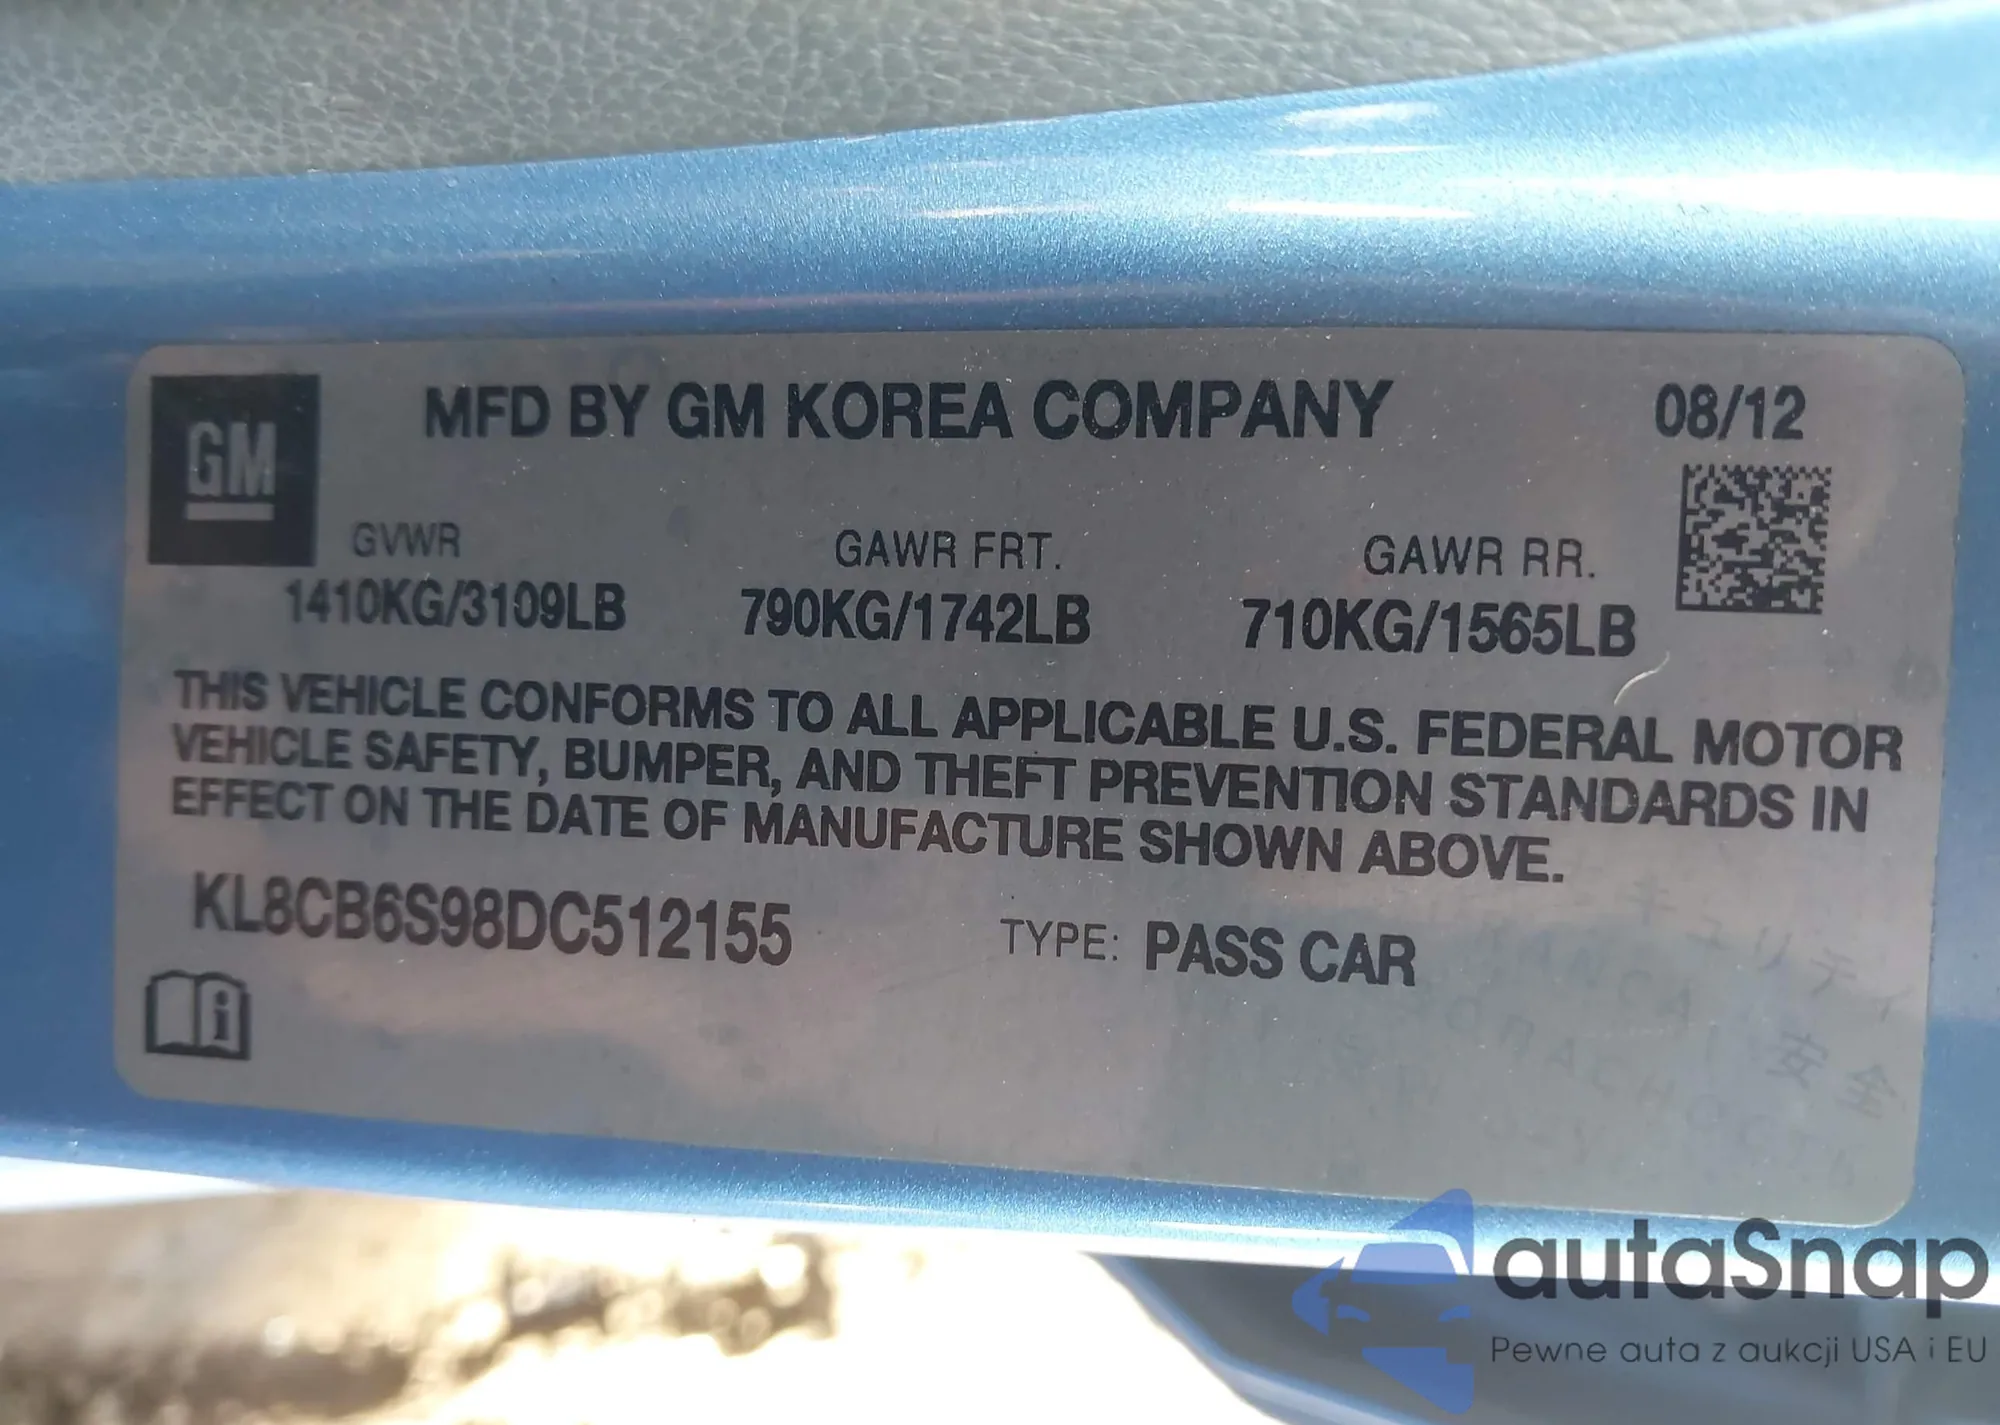 GM
MFD BY GM KOREA COMPANY
08/12
GVWR
1410KG/3109LB
GAWR FRT.
790KG/1742LB
GAWR RR.
710KG/1565LB
THIS VEHICLE CONFORMS TO ALL APPLICABLE U.S. FEDERAL MOTOR
VEHICLE SAFETY, BUMPER, AND THEFT PREVENTION STANDARDS IN
EFFECT ON THE DATE OF MANUFACTURE SHOWN ABOVE.
KL8CB6S98DC512155
TYPE: PASS CAR
i
安全
autaSnap
Pewne auta z aukcji USA i EU